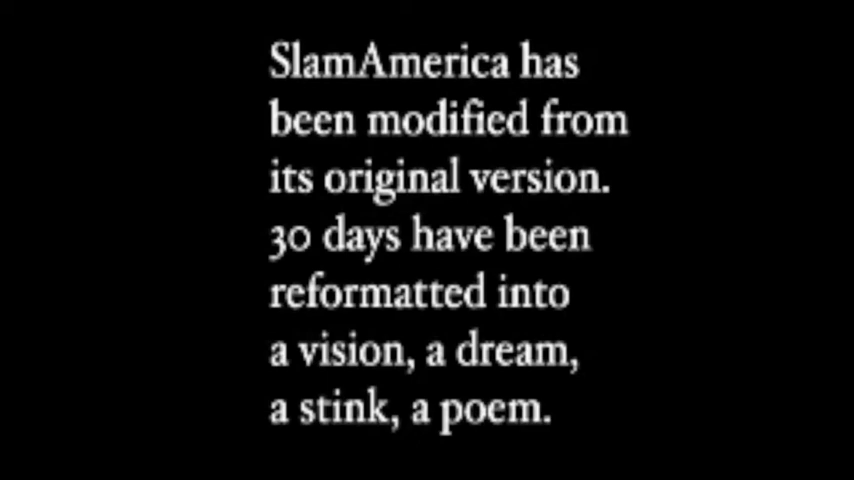 SlamAmerica has
been modified from
its original version.
30 days have been
reformatted into
a vision, a dream,
a stink, a poem.